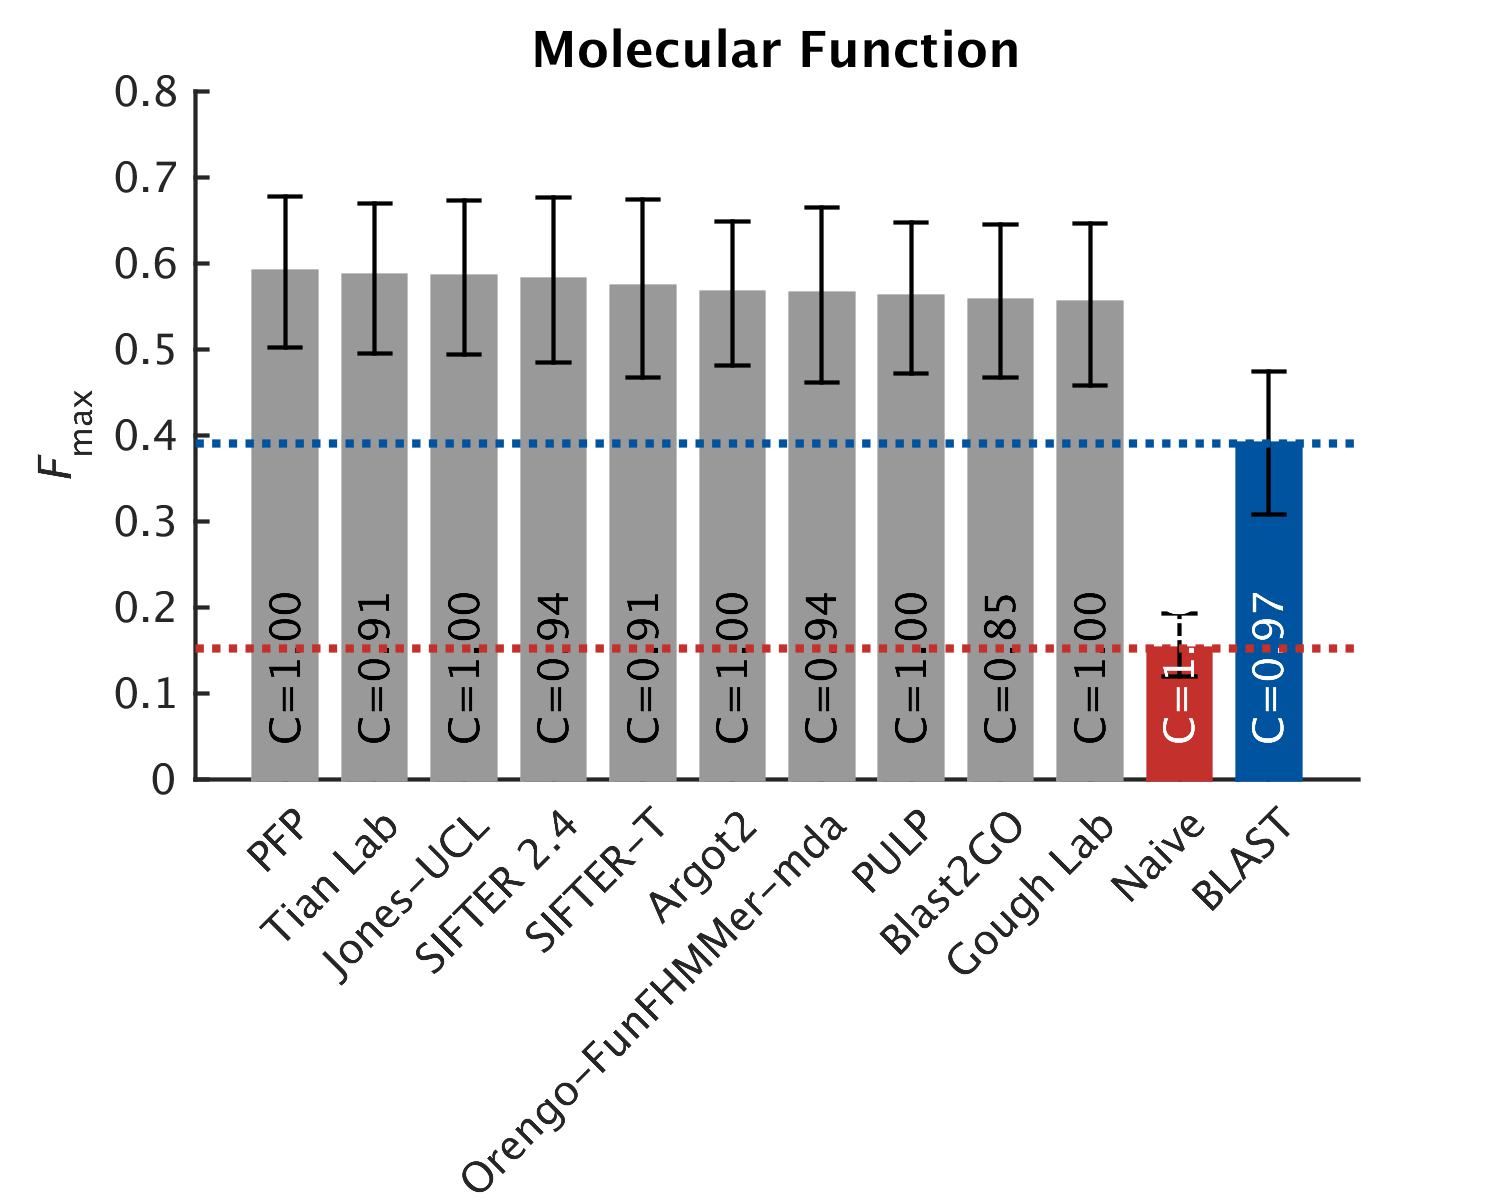 Molecular Function
0.8
0.7
0.6
0.5
0.4
0.3
0.2
0.1
0
Fmax
C=1.00
C=0.91
C=1.00
C=0.94
C=0.91
C=1.00
C=0.94
C=1.00
C=0.85
C=1.00
C=1.
C=0.97
PFP
Tian Lab
Jones-UCL
SIFTER 2.4
SIFTER-T
Argot2
Orengo-FunFHMMer-mda
PULP
Blast2GO
Gough Lab
Naive
BLAST